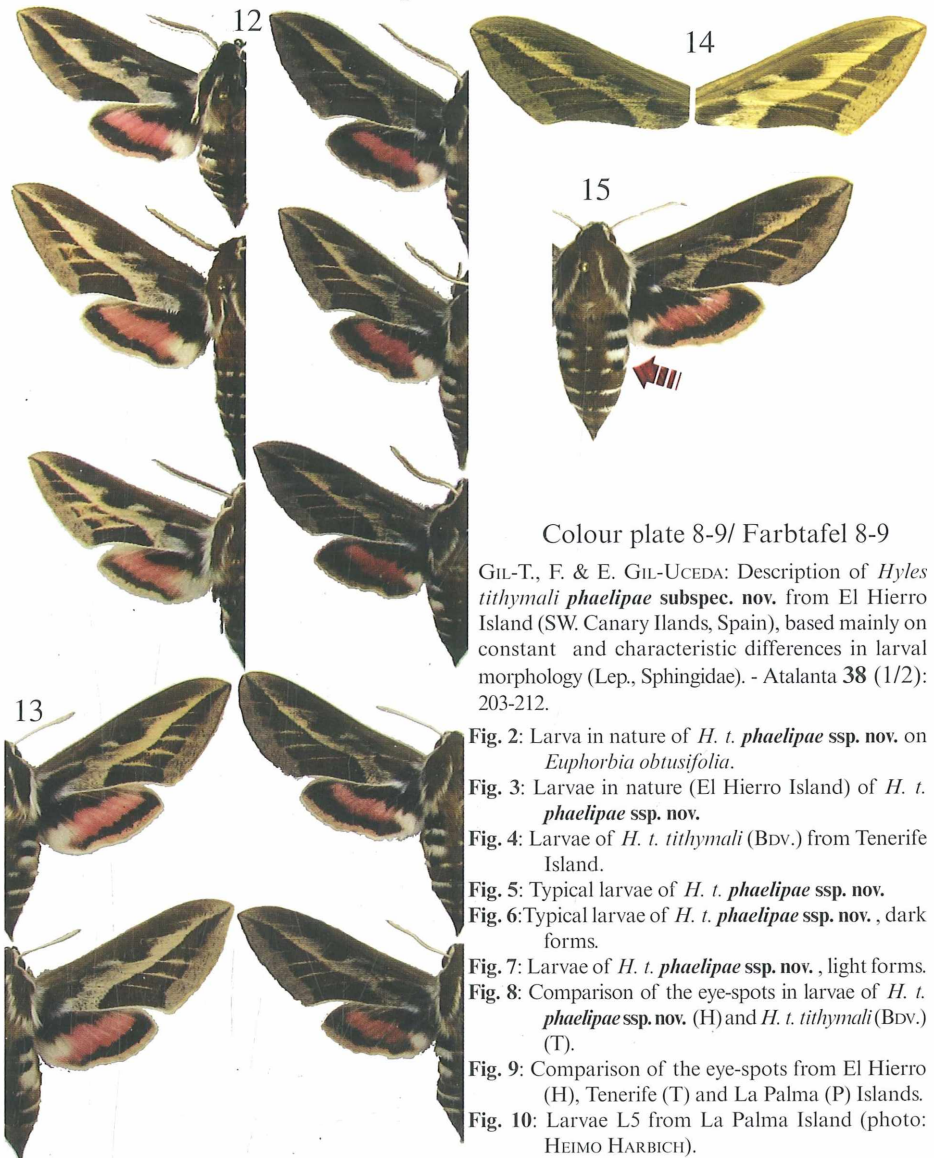 12
14
15
13
Colour plate 8-9/ Farbtafel 8-9
GIL-T., F. & E. GIL-UCEDA: Description of Hyles
tithymali phaelipae subspec. nov. from El Hierro
Island (SW. Canary Ilands, Spain), based mainly on
constant and characteristic differences in larval
morphology (Lep., Sphingidae). - Atalanta 38 (1/2):
203-212.
Fig. 2: Larva in nature of H. t. phaelipae ssp. nov. on
Euphorbia obtusifolia.
Fig. 3: Larvae in nature (El Hierro Island) of H. t.
phaelipae ssp. nov.
Fig. 4: Larvae of H. t. tithymali (BDV.) from Tenerife
Island.
Fig. 5: Typical larvae of H. t. phaelipae ssp. nov.
Fig. 6:Typical larvae of H. t. phaelipae ssp. nov. , dark
forms.
Fig. 7: Larvae of H. t. phaelipae ssp. nov. , light forms.
Fig. 8: Comparison of the eye-spots in larvae of H. t.
phaelipae ssp. nov. (H) and H. t. tithymali (BDV.)
(T).
Fig. 9: Comparison of the eye-spots from El Hierro
(H), Tenerife (T) and La Palma (P) Islands.
Fig. 10: Larvae L5 from La Palma Island (photo:
HEIMO HARBICH).